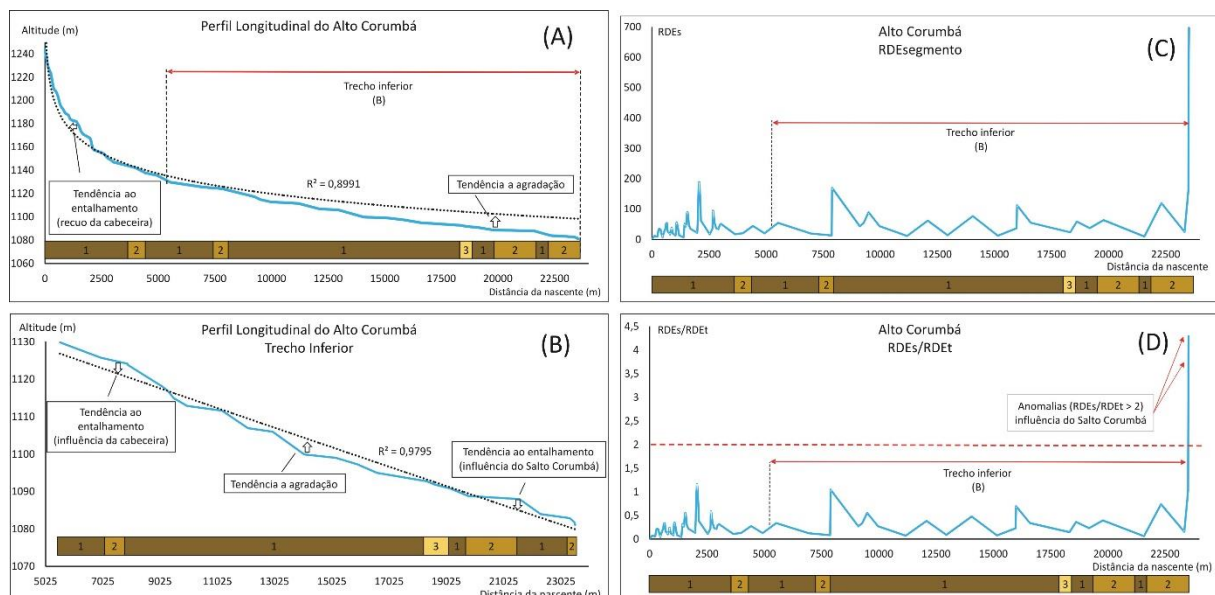 Altitude (m)
Perfil Longitudinal do Alto Corumbá
(A)
1240
1220
1200
1180
1160
1140
1120
1100
1080
1060
Trecho inferior
(B)
Tendência ao
entalhamento
(recuo da cabeceira)
R² = 0,8991
Tendência a agradação
1 2 1 2 1 3 1 2 1 2
0 2500 5000 7500 10000 12500 15000 17500 20000 22500
Distância da nascente (m)
RDEs
Alto Corumbá
RDEsegmento
(C)
700
600
500
400
300
200
100
0
Trecho inferior
(B)
0 2500 5000 7500 10000 12500 15000 17500 20000 22500
Distância da nascente (m)
1 2 1 2 1 3 1 2 1 2
Altitude (m)
Perfil Longitudinal do Alto Corumbá
Trecho Inferior
(B)
1130
1120
1110
1100
1090
1080
1070
Tendência ao
entalhamento
(influência da cabeceira)
R² = 0,9795
Tendência a agradação
Tendência ao entalhamento
(influência do Salto Corumbá)
1 2 1 3 1 2 1 2
5025 7025 9025 11025 13025 15025 17025 19025 21025 23025
Distância da nascente (m)
RDEs/RDEt
Alto Corumbá
RDEs/RDEt
(D)
4,5
4
3,5
3
2,5
2
1,5
1
0,5
0
Anomalias (RDEs/RDEt > 2)
influência do Salto Corumbá
Trecho inferior
(B)
0 2500 5000 7500 10000 12500 15000 17500 20000 22500
Distância da nascente (m)
1 2 1 2 1 3 1 2 1 2